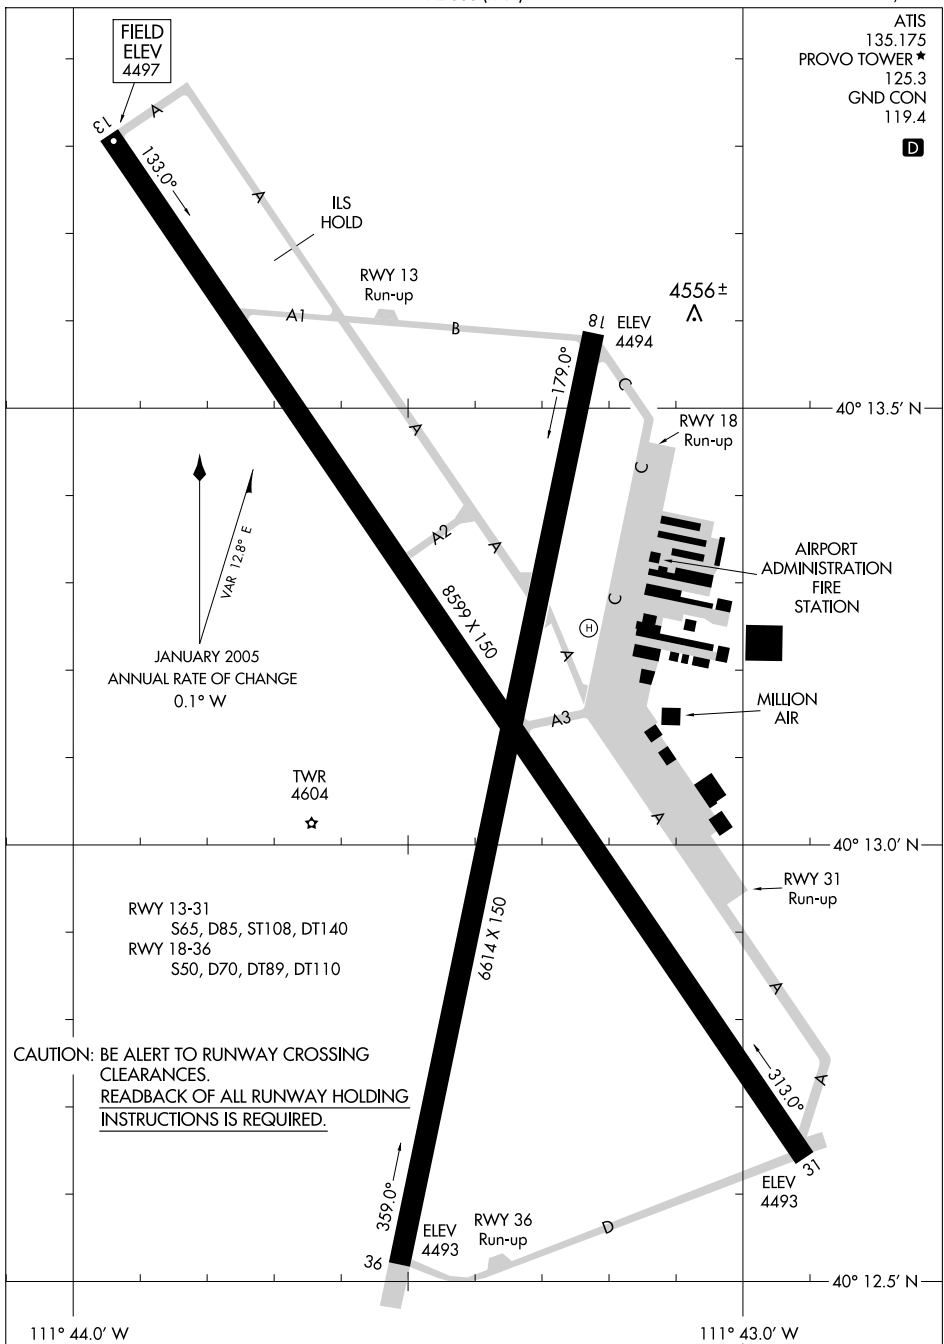 ATIS
135.175
PROVO TOWER ★
125.3
GND CON
119.4
D
FIELD
ELEV
4497
13
A
133.0°
A
ILS
HOLD
RWY 13
Run-up
4556±
A1
B
18
ELEV
4494
179.0°
C
40° 13.5' N
RWY 18
Run-up
A
C
VAR 12.8° E
A2
A
AIRPORT
ADMINISTRATION
FIRE
STATION
8599 X 150
C
H
JANUARY 2005
ANNUAL RATE OF CHANGE
0.1° W
A
MILLION
AIR
A3
TWR
4604
A
40° 13.0' N
RWY 31
Run-up
RWY 13-31
S65, D85, ST108, DT140
RWY 18-36
S50, D70, DT89, DT110
6614 X 150
A
CAUTION: BE ALERT TO RUNWAY CROSSING
CLEARANCES.
READBACK OF ALL RUNWAY HOLDING
INSTRUCTIONS IS REQUIRED.
313.0°
A
31
ELEV
4493
359.0°
D
36
ELEV
4493
RWY 36
Run-up
40° 12.5' N
111° 44.0' W
111° 43.0' W